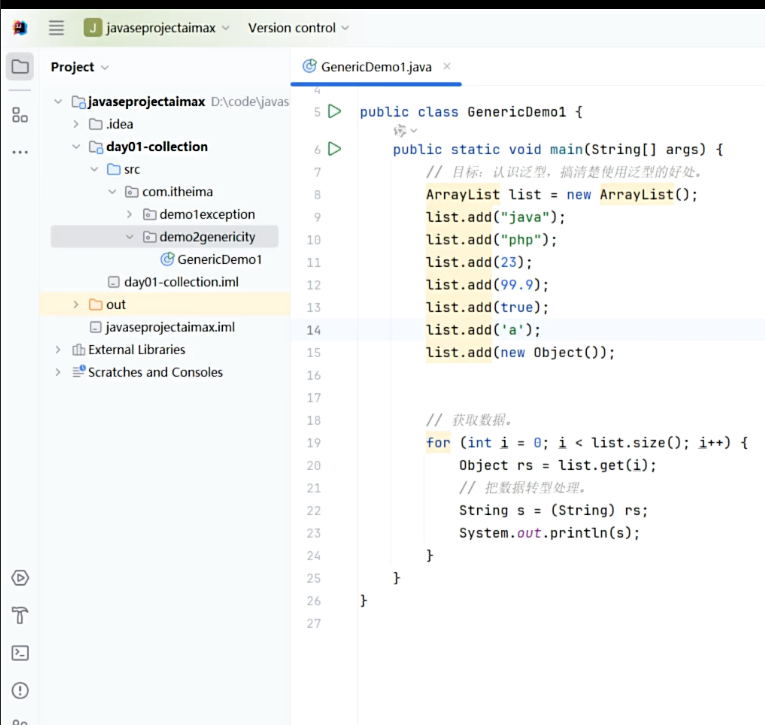 J javaseprojectaimax Version control
Project
GenericDemo1.java
javaseprojectaimax D:\code\javas
.idea
day01-collection
src
com.itheima
demo1exception
demo2genericity
GenericDemo1
day01-collection.iml
out
javaseprojectaimax.iml
External Libraries
Scratches and Consoles
4
5 public class GenericDemo1 {
6 public static void main(String[] args) {
7 // 目标：认识泛型，搞清楚使用泛型的好处。
8 ArrayList list = new ArrayList();
9 list.add("java");
10 list.add("php");
11 list.add(23);
12 list.add(99.9);
13 list.add(true);
14 list.add('a');
15 list.add(new Object());
16
17
18 // 获取数据。
19 for (int i = 0; i < list.size(); i++) {
20 Object rs = list.get(i);
21 // 把数据转型处理。
22 String s = (String) rs;
23 System.out.println(s);
24 }
25 }
26 }
27